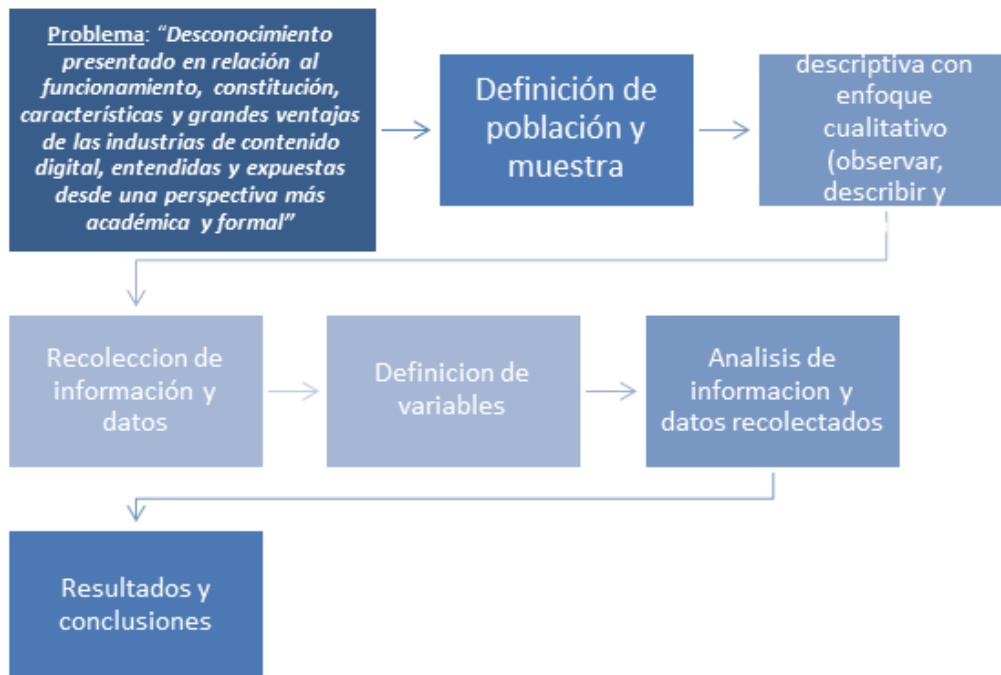 Problema: "Desconocimiento
presentado en relación al
funcionamiento, constitución,
características y grandes ventajas
de las industrias de contenido
digital, entendidas y expuestas
desde una perspectiva más
académica y formal"
Definición de
población y
muestra
descriptiva con
enfoque
cualitativo
(observar,
describir y
Recoleccion de
información y
datos
Definicion de
variables
Analisis de
informacion y
datos recolectados
Resultados y
conclusiones